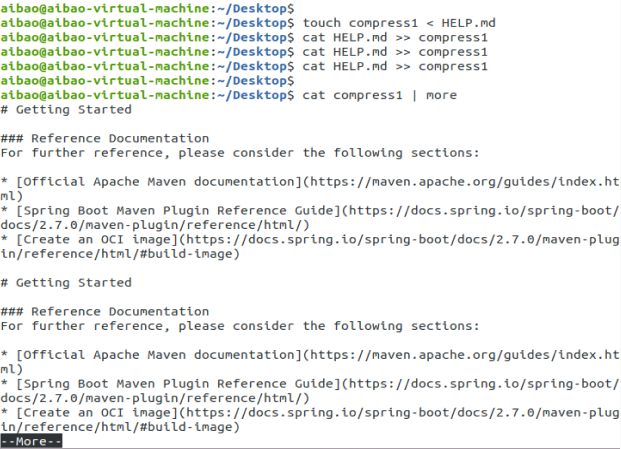 aibao@aibao-virtual-machine:~/Desktop$
aibao@aibao-virtual-machine:~/Desktop$ touch compress1 < HELP.md
aibao@aibao-virtual-machine:~/Desktop$ cat HELP.md >> compress1
aibao@aibao-virtual-machine:~/Desktop$ cat HELP.md >> compress1
aibao@aibao-virtual-machine:~/Desktop$ cat HELP.md >> compress1
aibao@aibao-virtual-machine:~/Desktop$
aibao@aibao-virtual-machine:~/Desktop$ cat compress1 | more
# Getting Started

### Reference Documentation
For further reference, please consider the following sections:

* [Official Apache Maven documentation](https://maven.apache.org/guides/index.ht
ml)
* [Spring Boot Maven Plugin Reference Guide](https://docs.spring.io/spring-boot/
docs/2.7.0/maven-plugin/reference/html/)
* [Create an OCI image](https://docs.spring.io/spring-boot/docs/2.7.0/maven-plug
in/reference/html/#build-image)

# Getting Started

### Reference Documentation
For further reference, please consider the following sections:

* [Official Apache Maven documentation](https://maven.apache.org/guides/index.ht
ml)
* [Spring Boot Maven Plugin Reference Guide](https://docs.spring.io/spring-boot/
docs/2.7.0/maven-plugin/reference/html/)
* [Create an OCI image](https://docs.spring.io/spring-boot/docs/2.7.0/maven-plug
in/reference/html/#build-image)
--More--